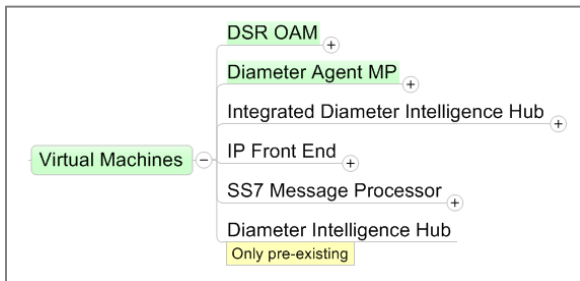 DSR OAM
Diameter Agent MP
Integrated Diameter Intelligence Hub
Virtual Machines
IP Front End
SS7 Message Processor
Diameter Intelligence Hub
Only pre-existing